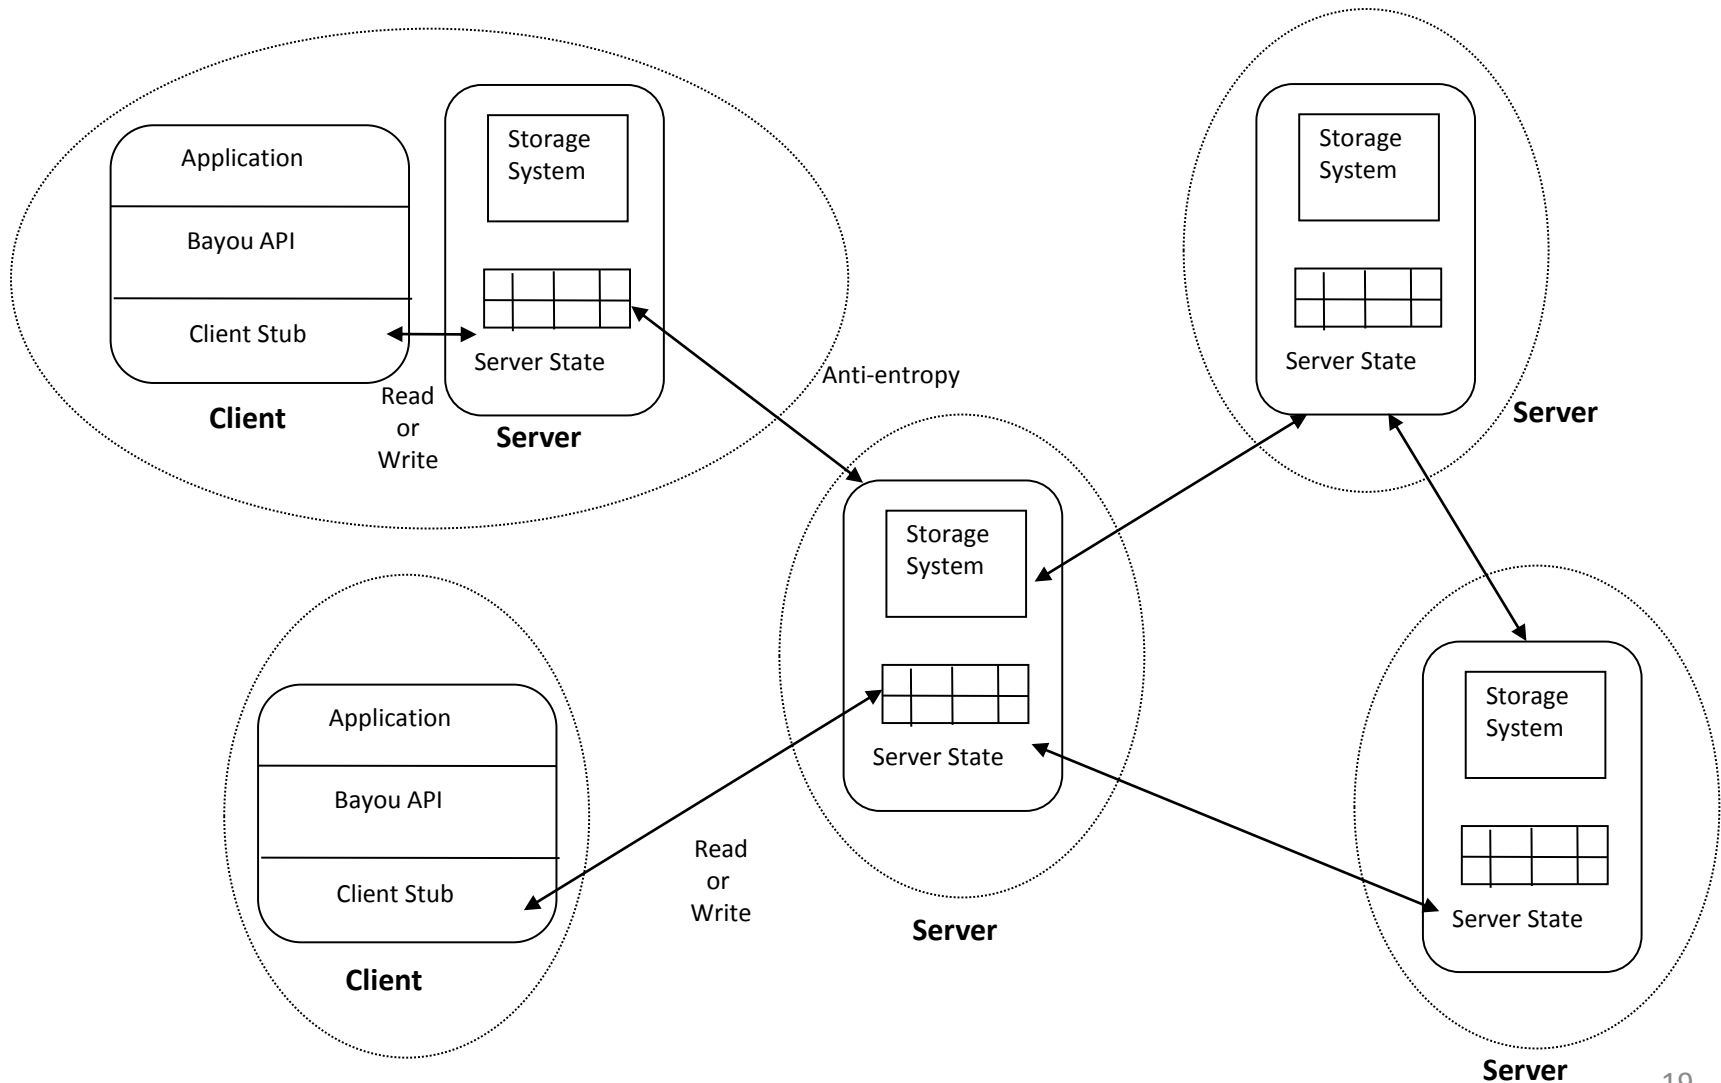 Application
Bayou API
Client Stub
Client
Read
or
Write
Storage
System
Server State
Server
Anti-entropy
Storage
System
Server State
Server
Storage
System
Server State
Server
Application
Bayou API
Client Stub
Client
Read
or
Write
Storage
System
Server State
Server
19